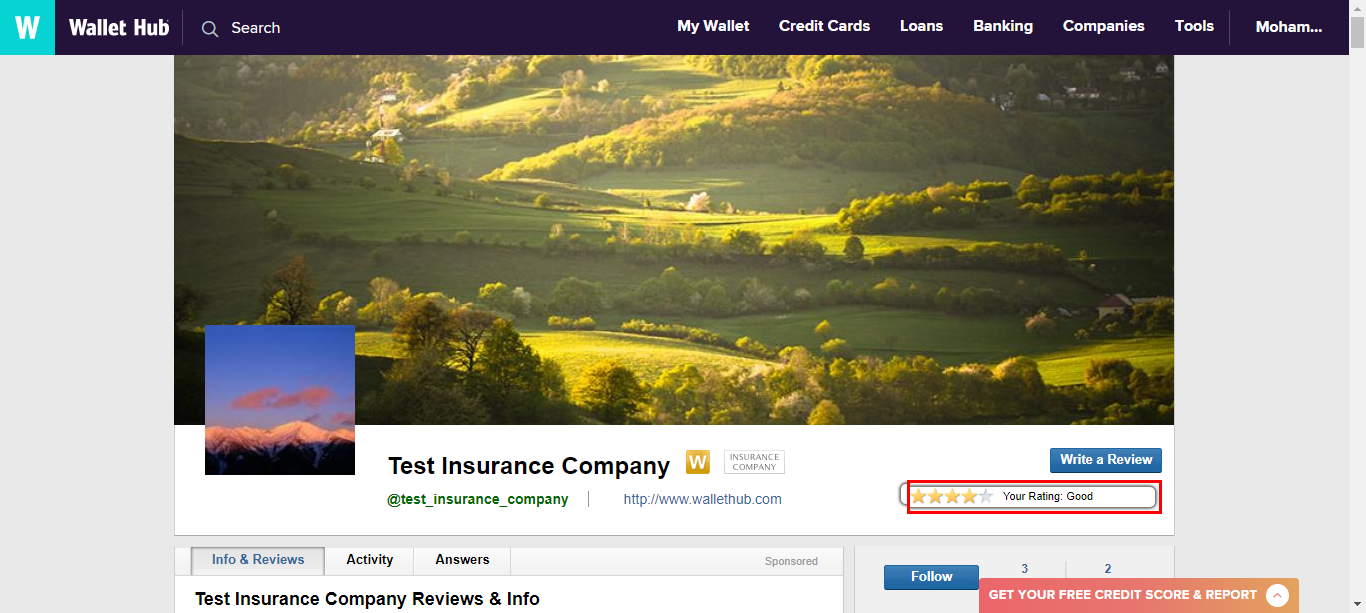 W Wallet Hub Search My Wallet Credit Cards Loans Banking Companies Tools Moham...
Test Insurance Company W INSURANCE COMPANY
Write a Review
@test_insurance_company http://www.wallethub.com
Your Rating: Good
Info & Reviews Activity Answers Sponsored
Follow 3 2
Test Insurance Company Reviews & Info
GET YOUR FREE CREDIT SCORE & REPORT